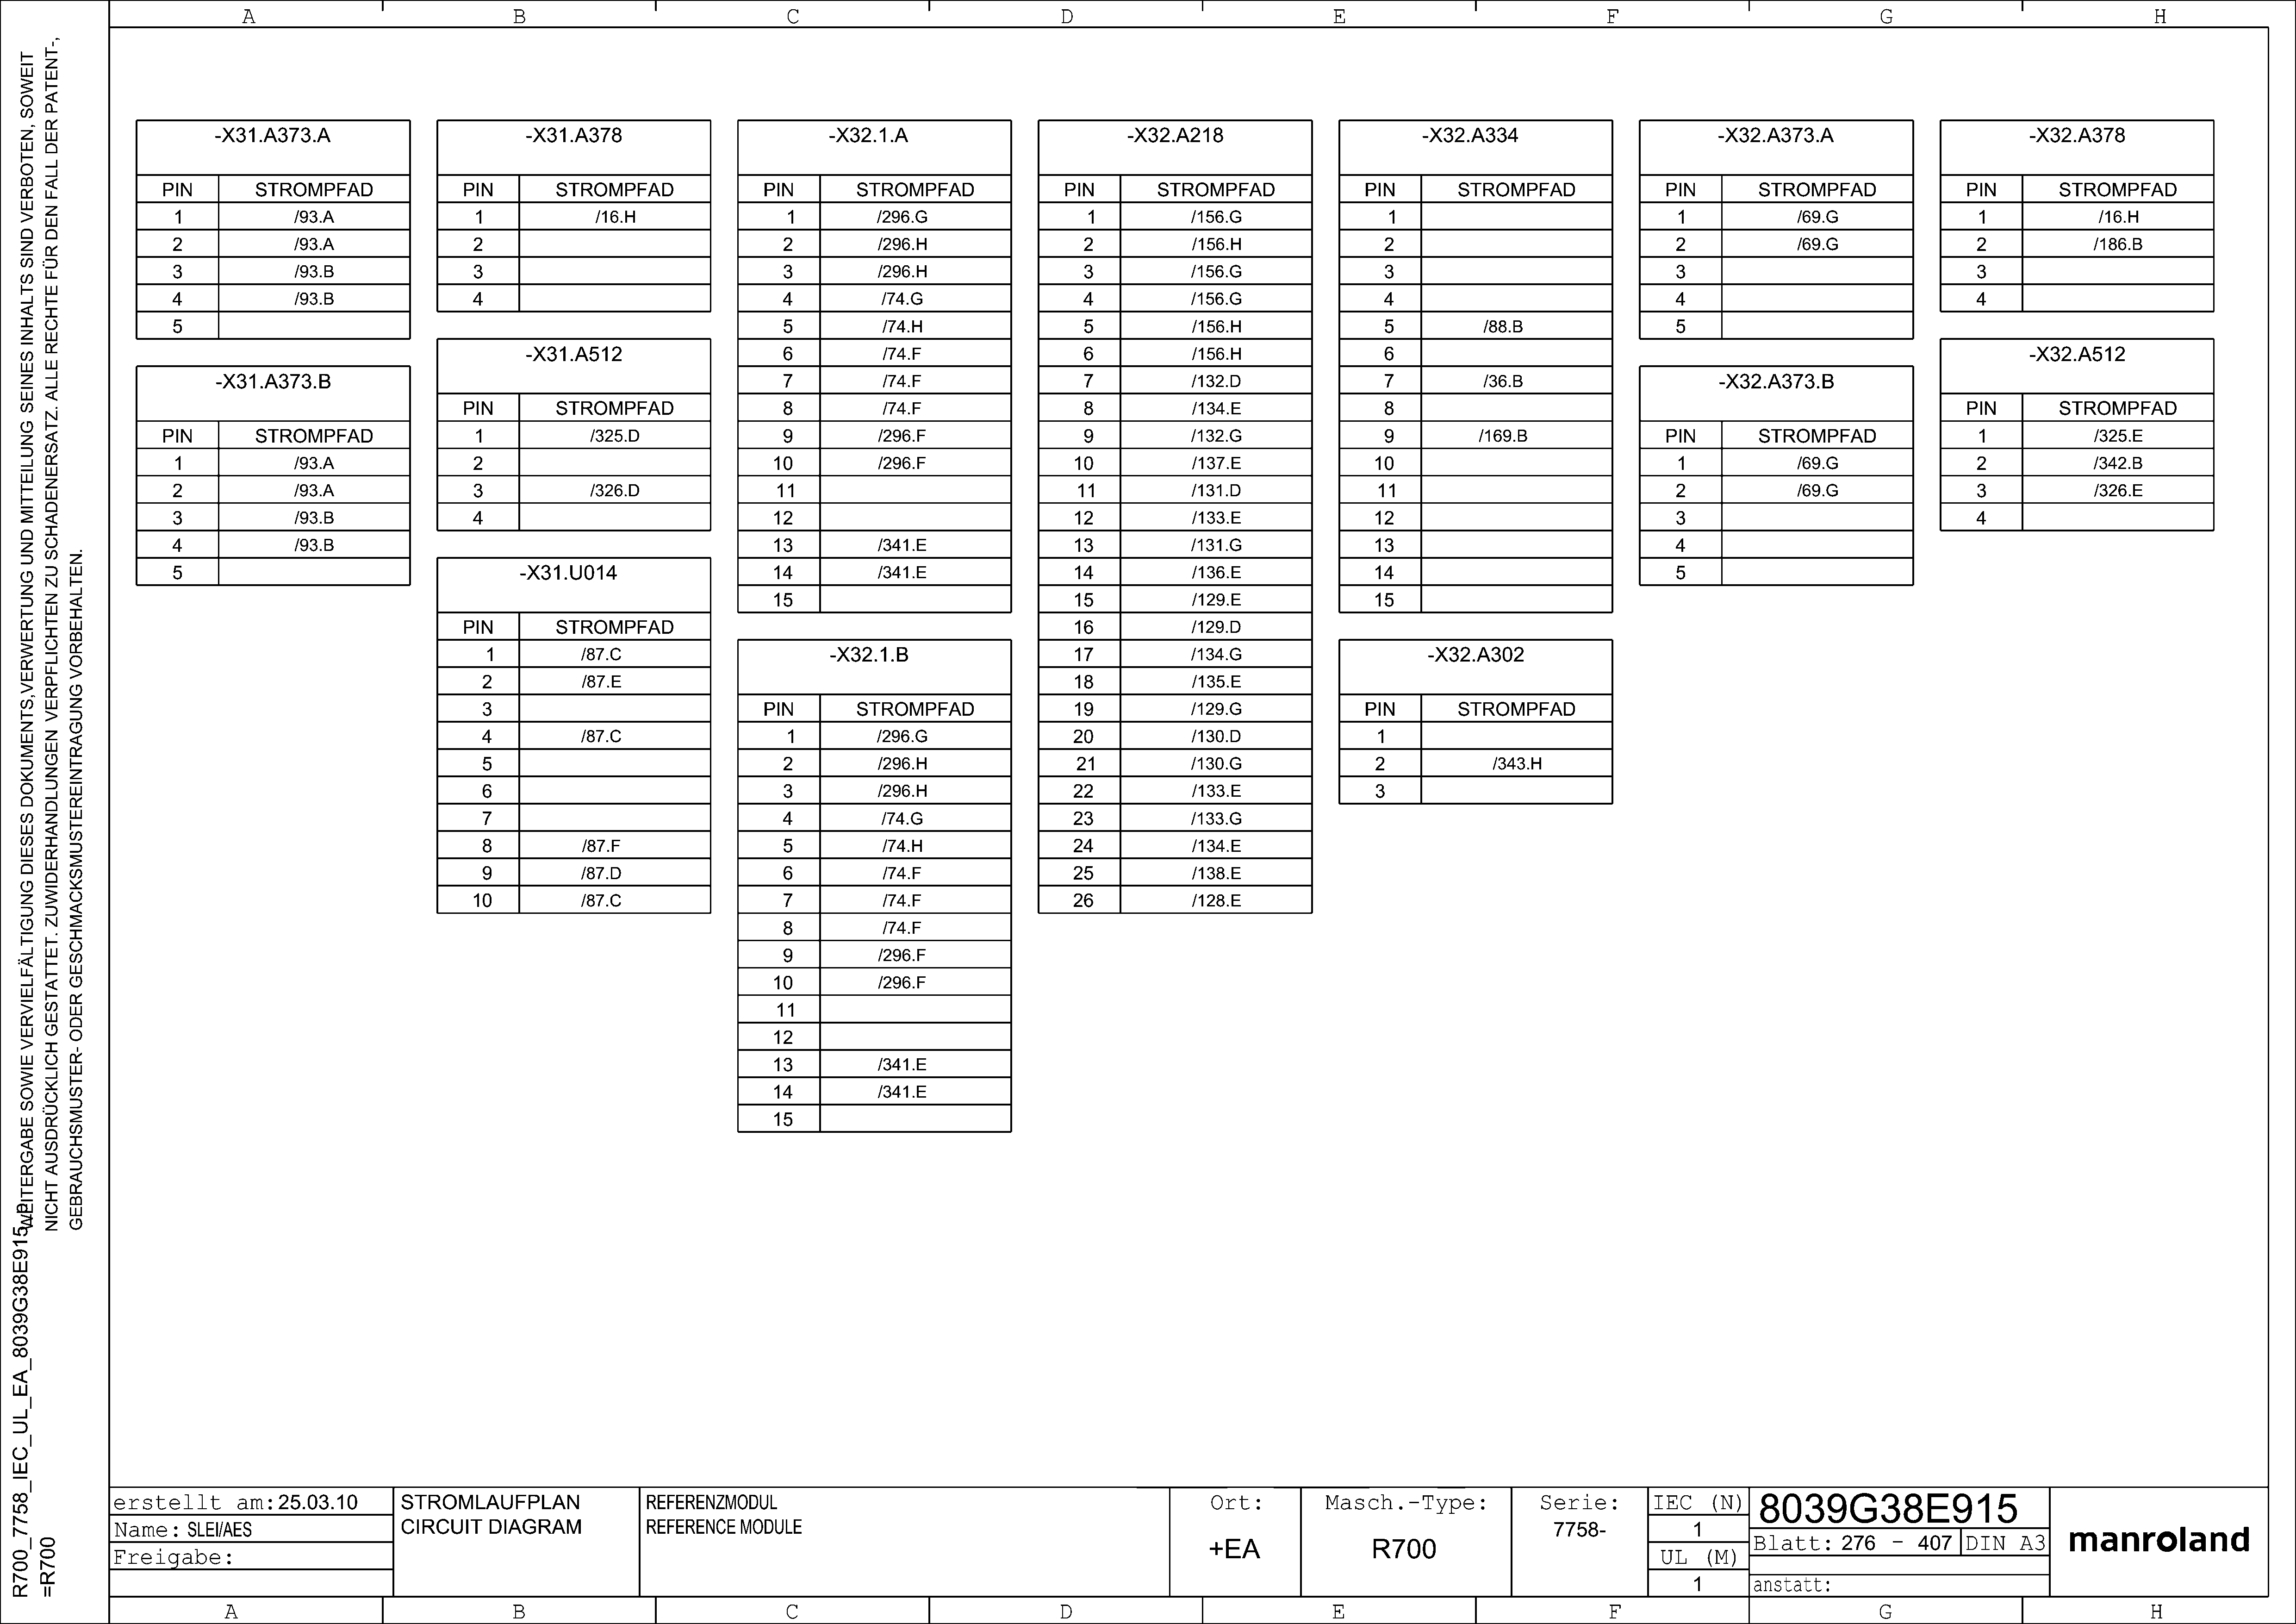 A B C D E F G H
WEITERGABE SOWIE VERVIELFÄLTIGUNG DIESES DOKUMENTS,VERWERTUNG UND MITTEILUNG SEINES INHALTS SIND VERBOTEN, SOWEIT
NICHT AUSDRÜCKLICH GESTATTET. ZUWIDERHANDLUNGEN VERPFLICHTEN ZU SCHADENERSATZ. ALLE RECHTE FÜR DEN FALL DER PATENT-,
GEBRAUCHSMUSTER- ODER GESCHMACKSMUSTEREINTRAGUNG VORBEHALTEN.
R700_7758_IEC_UL_EA_8039G38E915_
=R700
-X31.A373.A
PIN STROMPFAD
1 /93.A
2 /93.A
3 /93.B
4 /93.B
5
-X31.A373.B
PIN STROMPFAD
1 /93.A
2 /93.A
3 /93.B
4 /93.B
5
-X31.A378
PIN STROMPFAD
1 /16.H
2
3
4
-X31.A512
PIN STROMPFAD
1 /325.D
2
3 /326.D
4
-X31.U014
PIN STROMPFAD
1 /87.C
2 /87.E
3
4 /87.C
5
6
7
8 /87.F
9 /87.D
10 /87.C
-X32.1.A
PIN STROMPFAD
1 /296.G
2 /296.H
3 /296.H
4 /74.G
5 /74.H
6 /74.F
7 /74.F
8 /74.F
9 /296.F
10 /296.F
11
12
13 /341.E
14 /341.E
15
-X32.1.B
PIN STROMPFAD
1 /296.G
2 /296.H
3 /296.H
4 /74.G
5 /74.H
6 /74.F
7 /74.F
8 /74.F
9 /296.F
10 /296.F
11
12
13 /341.E
14 /341.E
15
-X32.A218
PIN STROMPFAD
1 /156.G
2 /156.H
3 /156.G
4 /156.G
5 /156.H
6 /156.H
7 /132.D
8 /134.E
9 /132.G
10 /137.E
11 /131.D
12 /133.E
13 /131.G
14 /136.E
15 /129.E
16 /129.D
17 /134.G
18 /135.E
19 /129.G
20 /130.D
21 /130.G
22 /133.E
23 /133.G
24 /134.E
25 /138.E
26 /128.E
-X32.A334
PIN STROMPFAD
1
2
3
4
5 /88.B
6
7 /36.B
8
9 /169.B
10
11
12
13
14
15
-X32.A302
PIN STROMPFAD
1
2 /343.H
3
-X32.A373.A
PIN STROMPFAD
1 /69.G
2 /69.G
3
4
5
-X32.A373.B
PIN STROMPFAD
1 /69.G
2 /69.G
3
4
5
-X32.A378
PIN STROMPFAD
1 /16.H
2 /186.B
3
4
-X32.A512
PIN STROMPFAD
1 /325.E
2 /342.B
3 /326.E
4
erstellt am: 25.03.10
Name: SLEI/AES
Freigabe:
STROMLAUFPLAN
CIRCUIT DIAGRAM
REFERENZMODUL
REFERENCE MODULE
Ort:
+EA
Masch.-Type:
R700
Serie:
7758-
IEC (N)
1
UL (M)
1
8039G38E915
Blatt: 276 - 407 DIN A3
anstatt:
manroland
A B C D E F G H